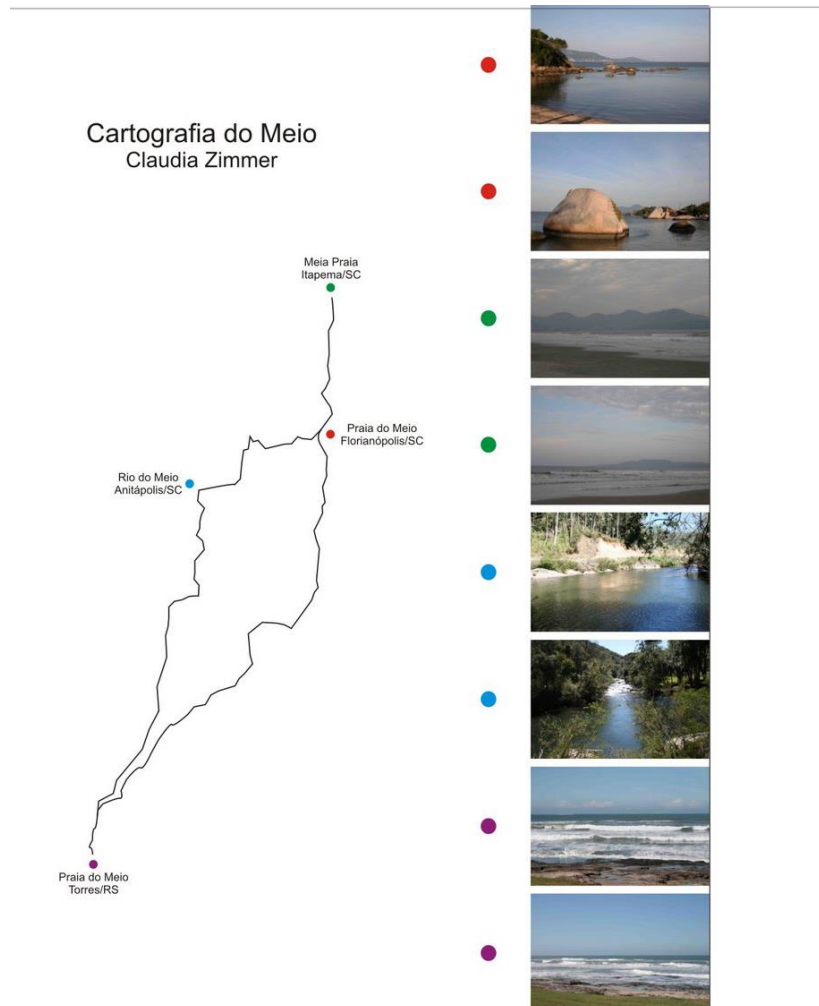 Cartografia do Meio
Claudia Zimmer
Meia Praia
Itapema/SC
Praia do Meio
Florianópolis/SC
Rio do Meio
Anitápolis/SC
Praia do Meio
Torres/RS